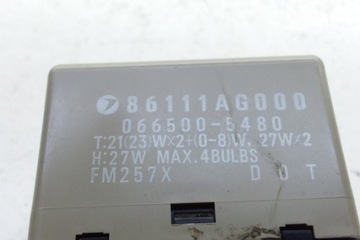 86111AG000
066500-5480
T:21(23)W×2+(0-8)W, 27W×2
H:27W MAX.4BULBS
FM257X D O T